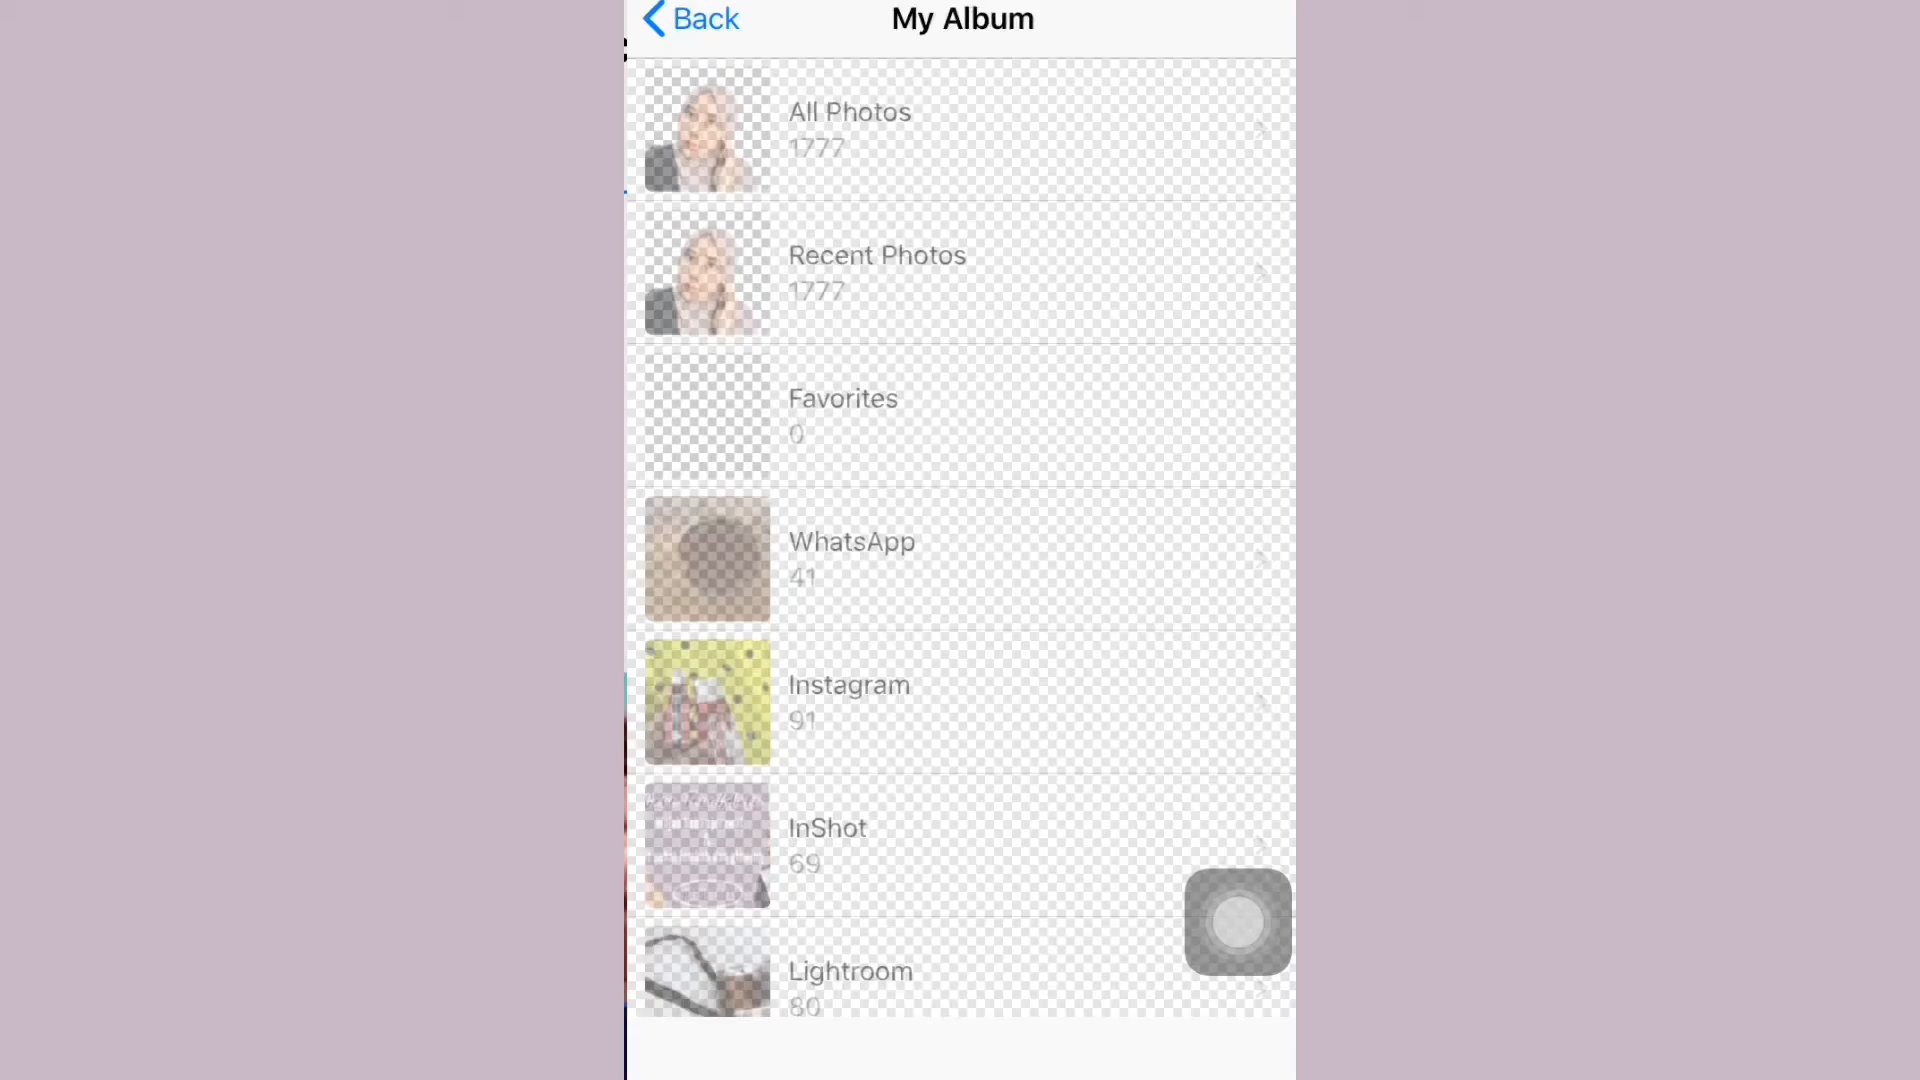 Back
My Album
All Photos
1777
Recent Photos
1777
Favorites
0
WhatsApp
41
Instagram
91
InShot
69
Lightroom
80